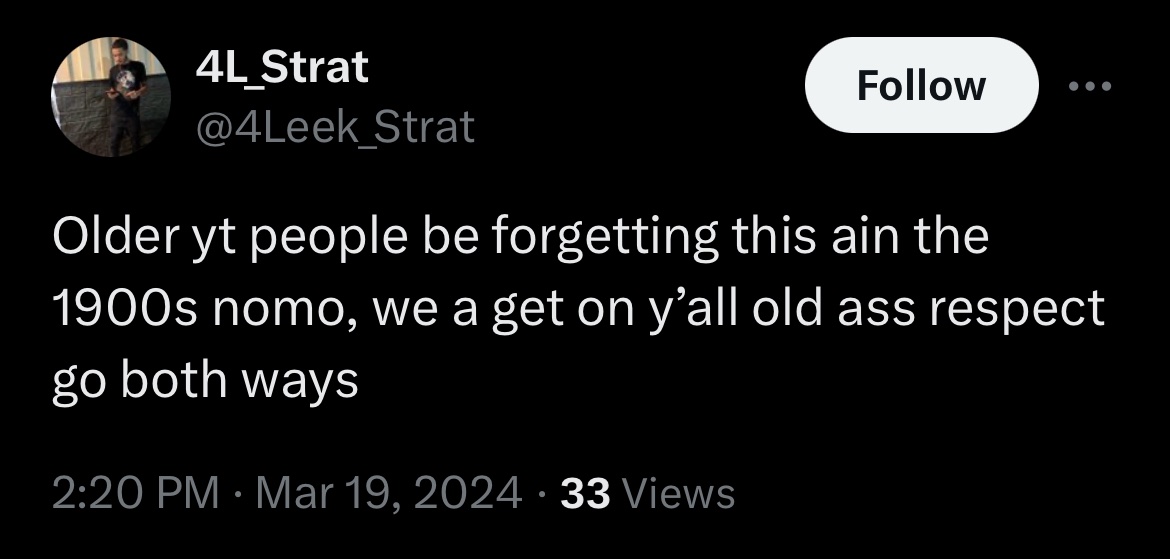 4L_Strat
Follow
@4Leek_Strat
Older yt people be forgetting this ain the
1900s nomo, we a get on y’all old ass respect
go both ways
2:20 PM · Mar 19, 2024 · 33 Views